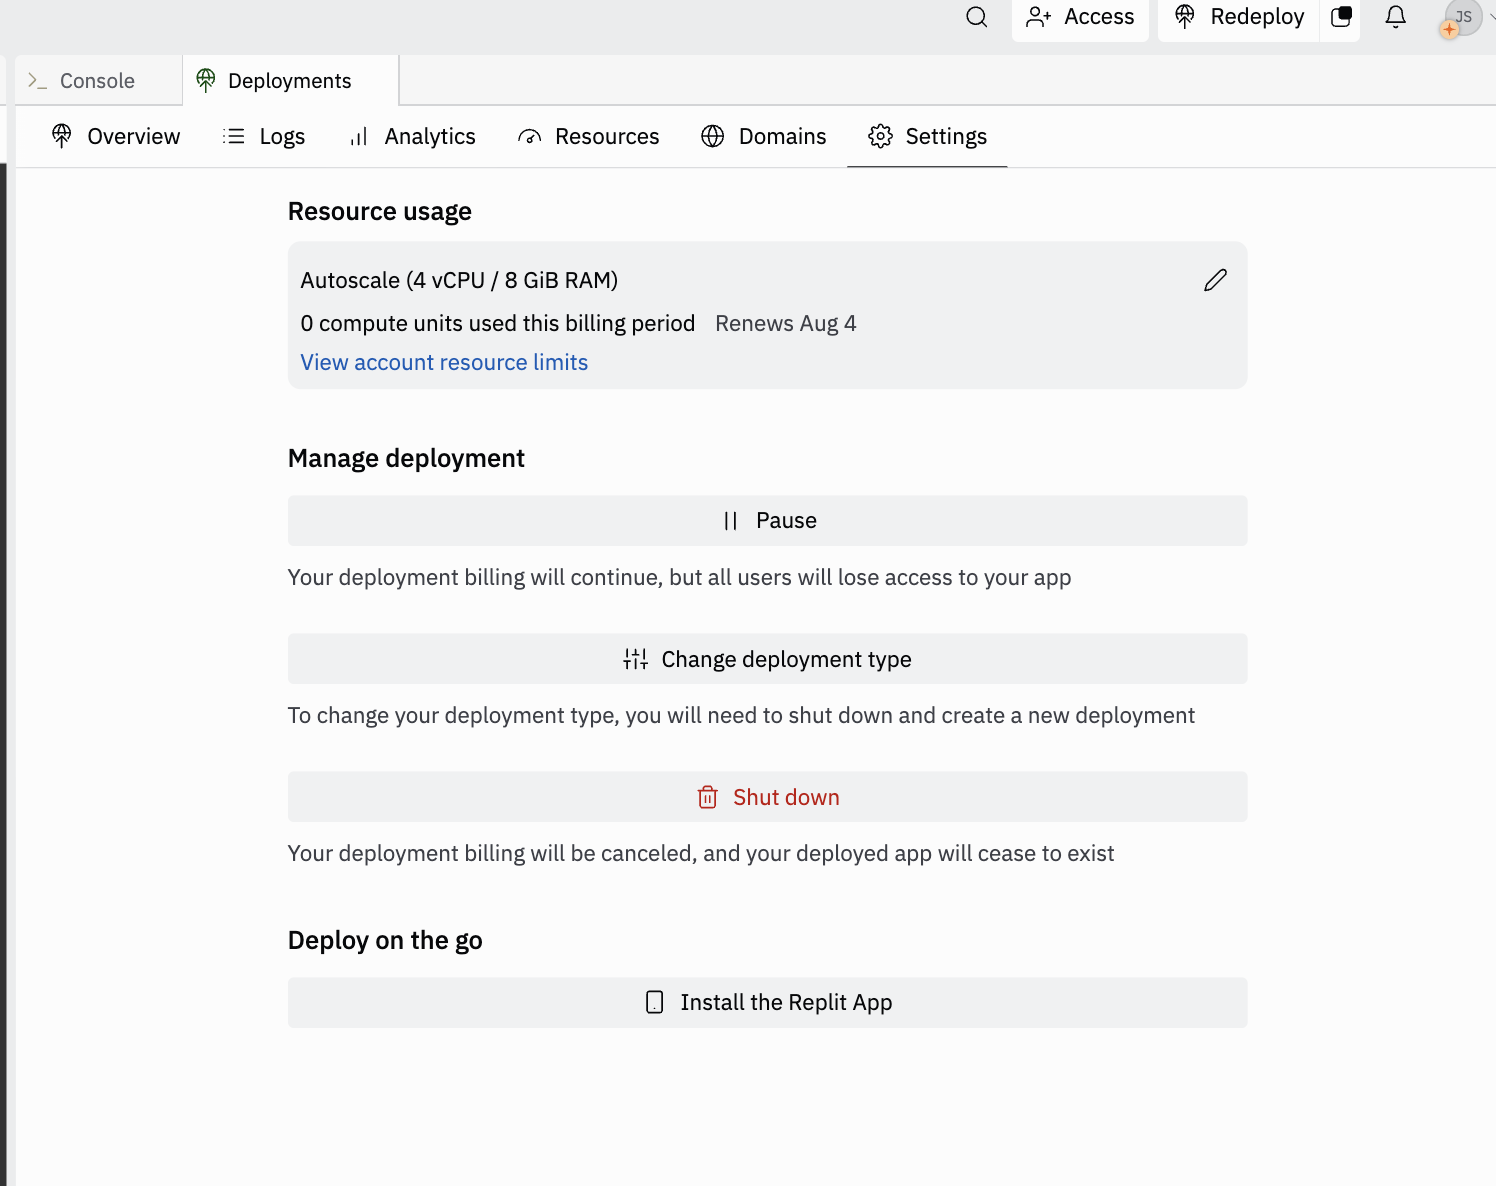 Access
Redeploy
JS
Console
Deployments
Overview
Logs
Analytics
Resources
Domains
Settings
Resource usage
Autoscale (4 vCPU / 8 GiB RAM)
0 compute units used this billing period Renews Aug 4
View account resource limits
Manage deployment
Pause
Your deployment billing will continue, but all users will lose access to your app
Change deployment type
To change your deployment type, you will need to shut down and create a new deployment
Shut down
Your deployment billing will be canceled, and your deployed app will cease to exist
Deploy on the go
Install the Replit App